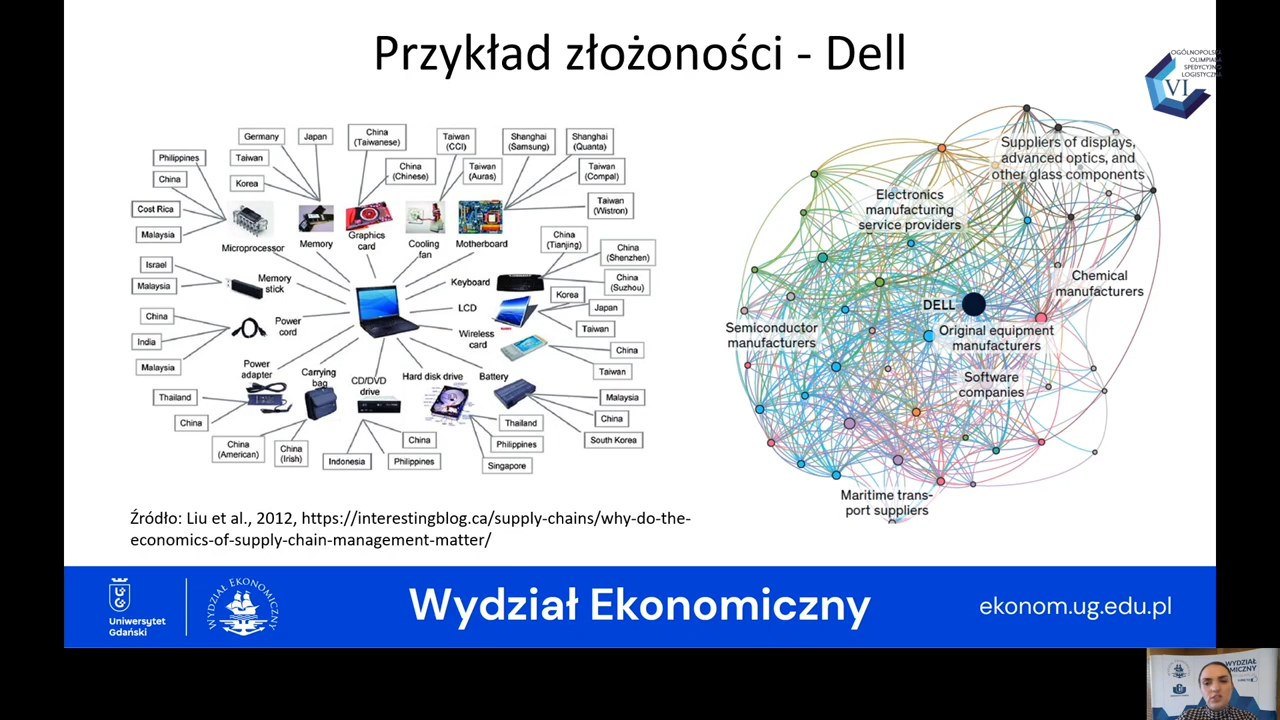 Przykład złożoności - Dell
OGÓLNOPOLSKA
OLIMPIADA
SPEDYCYJNO
LOGISTYCZNA
VI
Germany
Japan
China
(Taiwanese)
Taiwan
(CCI)
Shanghai
(Samsung)
Shanghai
(Quanta)
Philippines
Taiwan
China
(Chinese)
Taiwan
(Auras)
Taiwan
(Compal)
China
Korea
Cost Rica
Taiwan
(Wistron)
Malaysia
Microprocessor
Memory
Graphics
card
Cooling
fan
Motherboard
China
(Tianjing)
China
(Shenzhen)
Israel
Malaysia
Memory
stick
Keyboard
China
(Suzhou)
Korea
LCD
Japan
China
Power
cord
Taiwan
India
Wireless
card
China
Malaysia
Power
adapter
Carrying
bag
CD/DVD
drive
Hard disk drive
Battery
Taiwan
Thailand
Malaysia
China
Thailand
China
China
(American)
China
(Irish)
China
Philippines
South Korea
Indonesia
Philippines
Singapore
Suppliers of displays,
advanced optics, and
other glass components
Electronics
manufacturing
service providers
Chemical
manufacturers
DELL
Semiconductor
manufacturers
Original equipment
manufacturers
Software
companies
Maritime trans-
port suppliers
Źródło: Liu et al., 2012, https://interestingblog.ca/supply-chains/why-do-the-
economics-of-supply-chain-management-matter/
Uniwersytet
Gdański
WYDZIAŁ EKONOMICZNY
Wydział Ekonomiczny
ekonom.ug.edu.pl